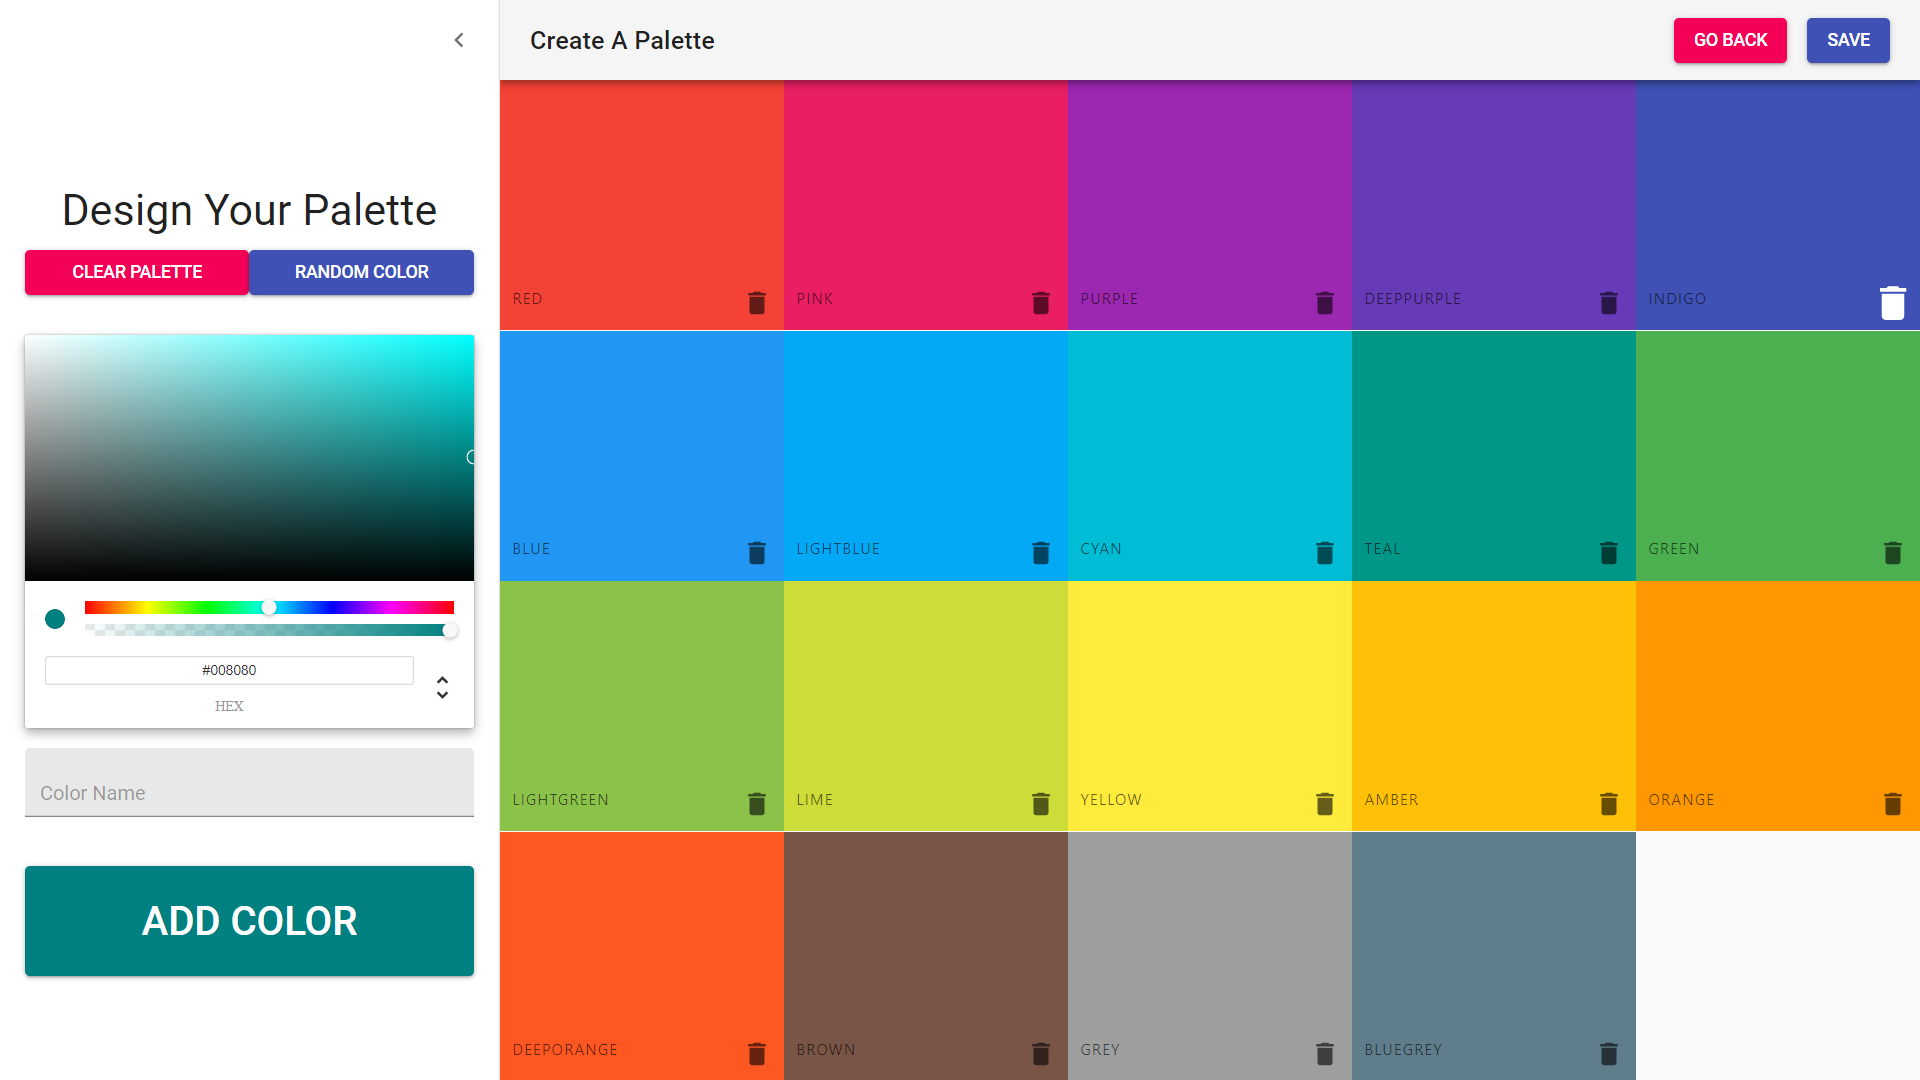 Create A Palette
GO BACK
SAVE
Design Your Palette
CLEAR PALETTE
RANDOM COLOR
#008080
HEX
Color Name
ADD COLOR
RED
PINK
PURPLE
DEEPPURPLE
INDIGO
BLUE
LIGHTBLUE
CYAN
TEAL
GREEN
LIGHTGREEN
LIME
YELLOW
AMBER
ORANGE
DEEPORANGE
BROWN
GREY
BLUEGREY